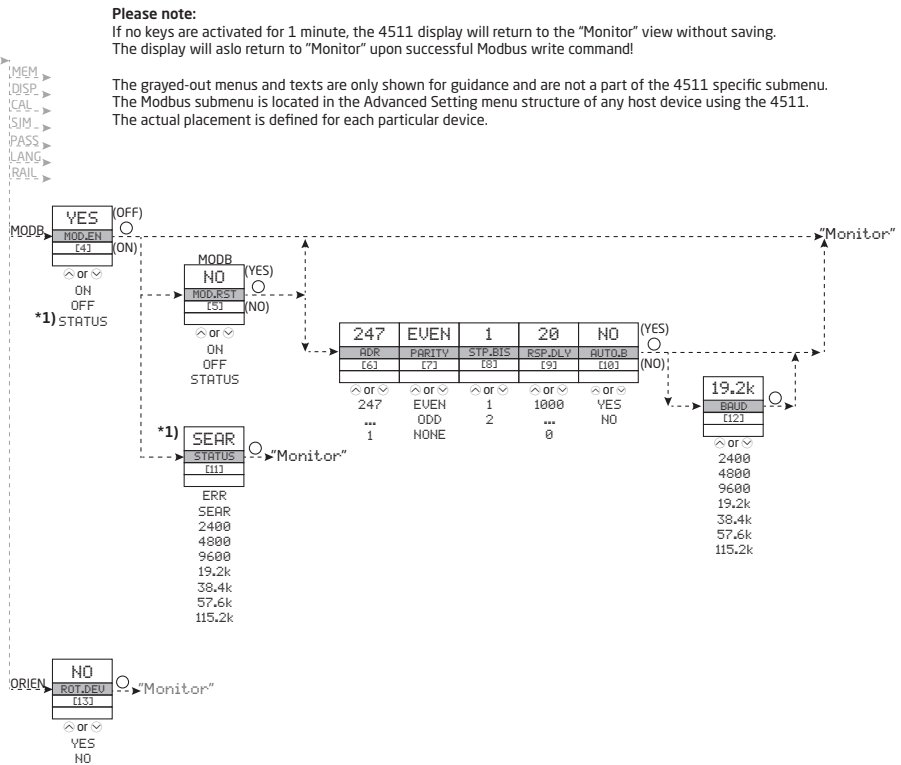 Please note:
If no keys are activated for 1 minute, the 4511 display will return to the "Monitor" view without saving.
The display will aslo return to "Monitor" upon successful Modbus write command!
The grayed-out menus and texts are only shown for guidance and are not a part of the 4511 specific submenu.
The Modbus submenu is located in the Advanced Setting menu structure of any host device using the 4511.
The actual placement is defined for each particular device.
MEM
DISP
CAL
SIM
PASS
LANG
RAIL
MODB
YES
MOD.EN
[4]
(OFF)
(ON)
or
ON
OFF
*1) STATUS
"Monitor"
MODB
NO
MOD.RST
[5]
(YES)
(NO)
or
ON
OFF
STATUS
247 EVEN 1 20 NO
ADR PARITY STP.BIS RSP.DLY AUTO.B
[6] [7] [8] [9] [10]
(YES)
(NO)
or or or or or
247 EVEN 1 1000 YES
... ODD 2 ... NO
1 NONE 0
19.2k
BAUD
[12]
or
2400
4800
9600
19.2k
38.4k
57.6k
115.2k
*1)
SEAR
STATUS
[11]
"Monitor"
ERR
SEAR
2400
4800
9600
19.2k
38.4k
57.6k
115.2k
ORIEN
NO
ROT.DEV
[13]
"Monitor"
or
YES
NO